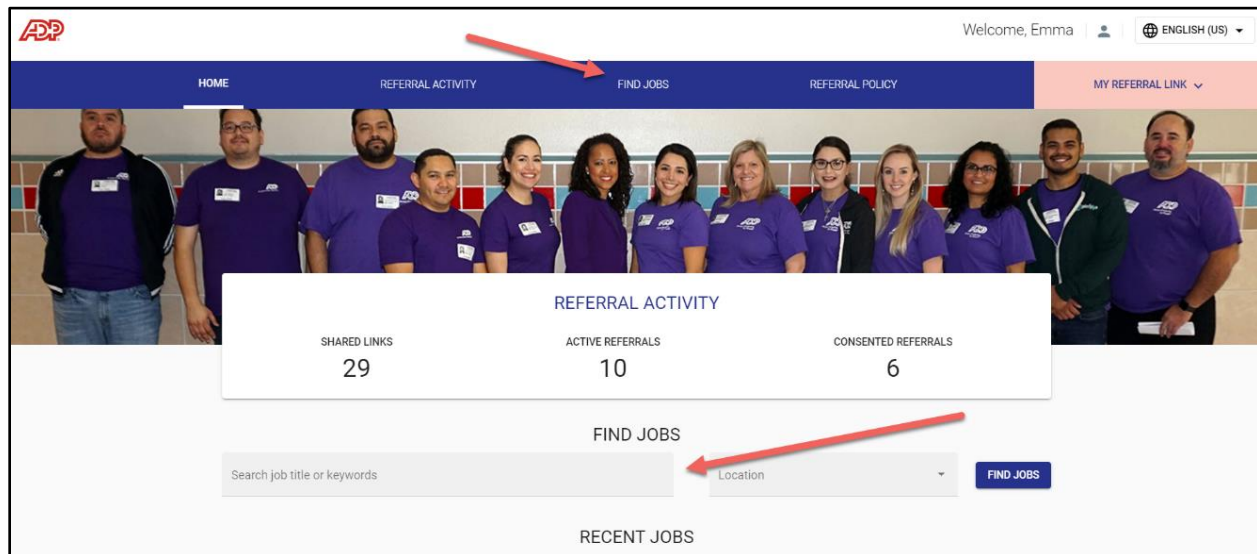 ADP
Welcome, Emma
ENGLISH (US)
HOME
REFERRAL ACTIVITY
FIND JOBS
REFERRAL POLICY
MY REFERRAL LINK
REFERRAL ACTIVITY
SHARED LINKS
ACTIVE REFERRALS
CONSENTED REFERRALS
29
10
6
FIND JOBS
Search job title or keywords
Location
FIND JOBS
RECENT JOBS